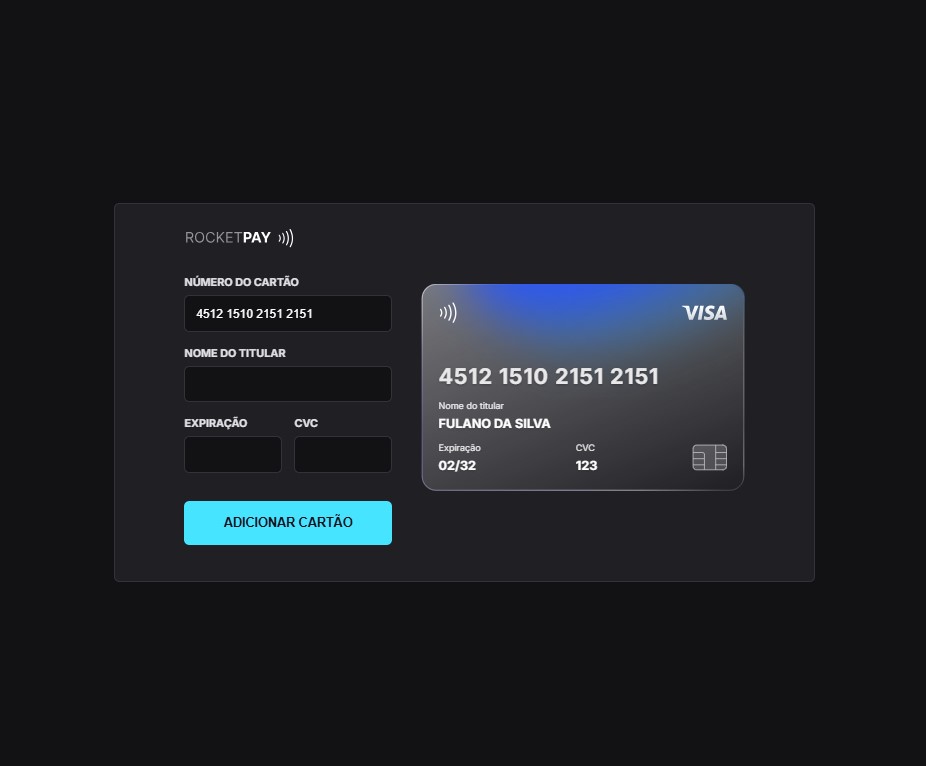 ROCKETPAY
NÚMERO DO CARTÃO
4512 1510 2151 2151
NOME DO TITULAR
EXPIRAÇÃO CVC
ADICIONAR CARTÃO
VISA
4512 1510 2151 2151
Nome do titular
FULANO DA SILVA
Expiração CVC
02/32 123